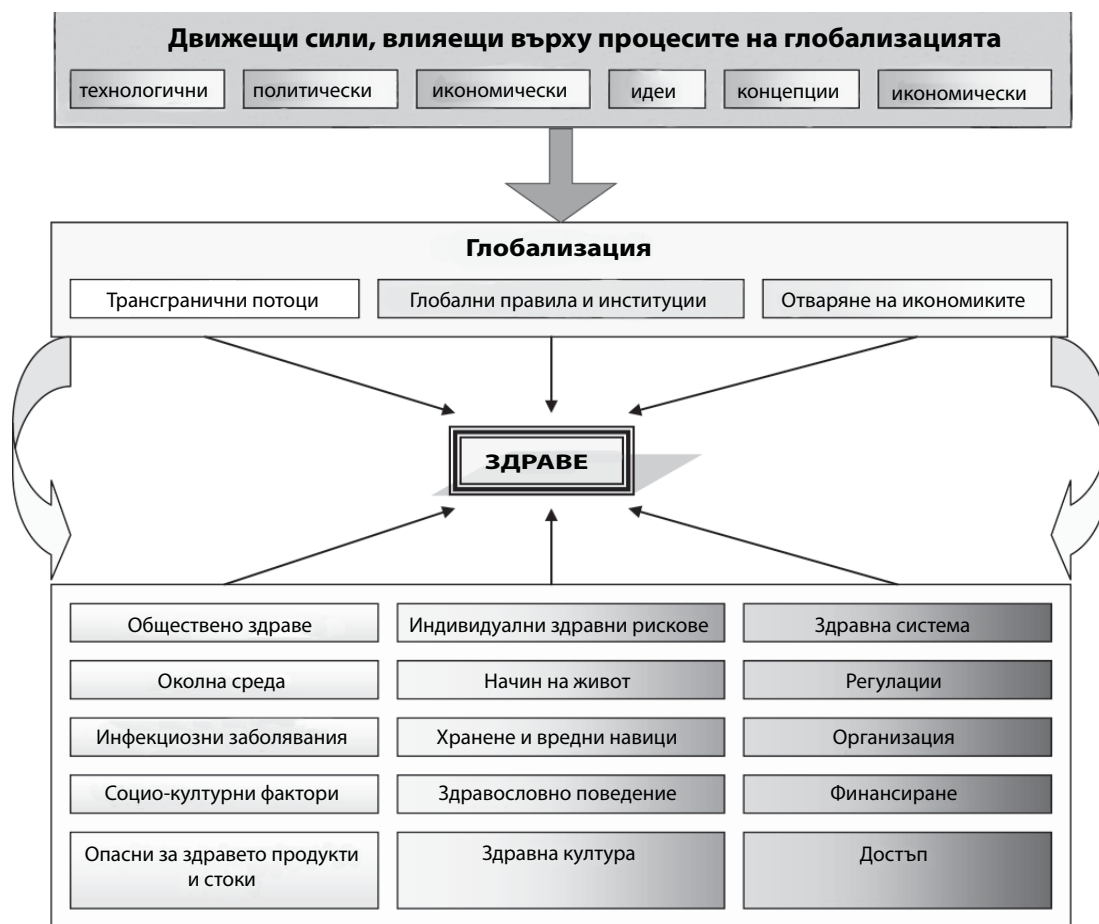 Движещи сили, влияещи върху процесите на глобализацията
технологични политически икономически идеи концепции икономически
Глобализация
Трансгранични потоци Глобални правила и институции Отваряне на икономиките
ЗДРАВЕ
Обществено здраве Индивидуални здравни рискове Здравна система
Околна среда Начин на живот Регулации
Инфекциозни заболявания Хранене и вредни навици Организация
Социо-културни фактори Здравословно поведение Финансиране
Опасни за здравето продукти
и стоки
Здравна култура Достъп